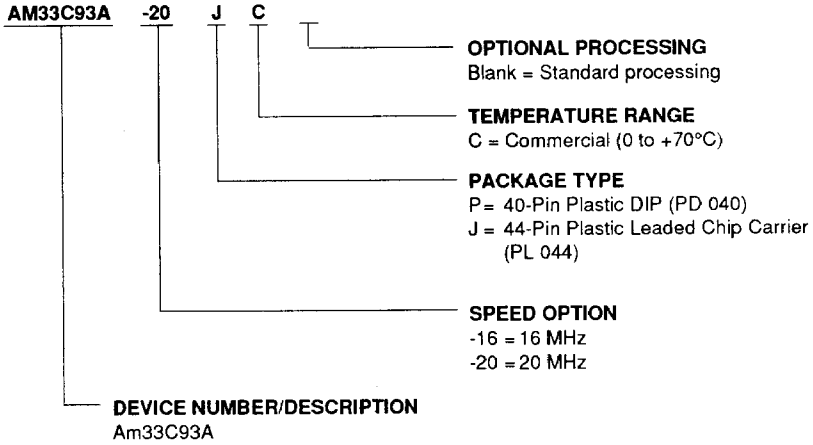 AM33C93A -20 J C
OPTIONAL PROCESSING
Blank = Standard processing
TEMPERATURE RANGE
C = Commercial (0 to +70°C)
PACKAGE TYPE
P = 40-Pin Plastic DIP (PD 040)
J = 44-Pin Plastic Leaded Chip Carrier
(PL 044)
SPEED OPTION
-16 = 16 MHz
-20 = 20 MHz
DEVICE NUMBER/DESCRIPTION
Am33C93A